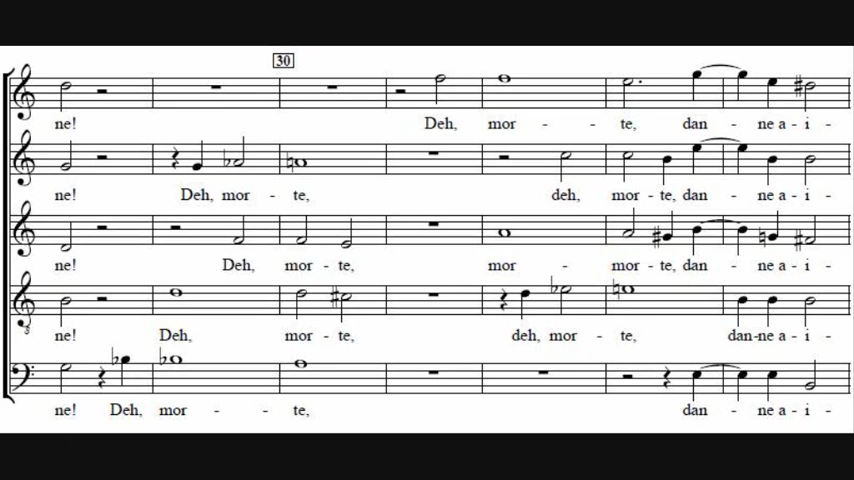 30
ne! Deh, mor - - te, dan - ne a - i -
ne! Deh, mor - te, deh, mor - te, dan - ne a - i -
ne! Deh, mor - te, mor - mor - te, dan - ne a - i -
8
ne! Deh, mor - te, deh, mor - te, dan - ne a - i -
ne! Deh, mor - - te, dan - ne a - i -